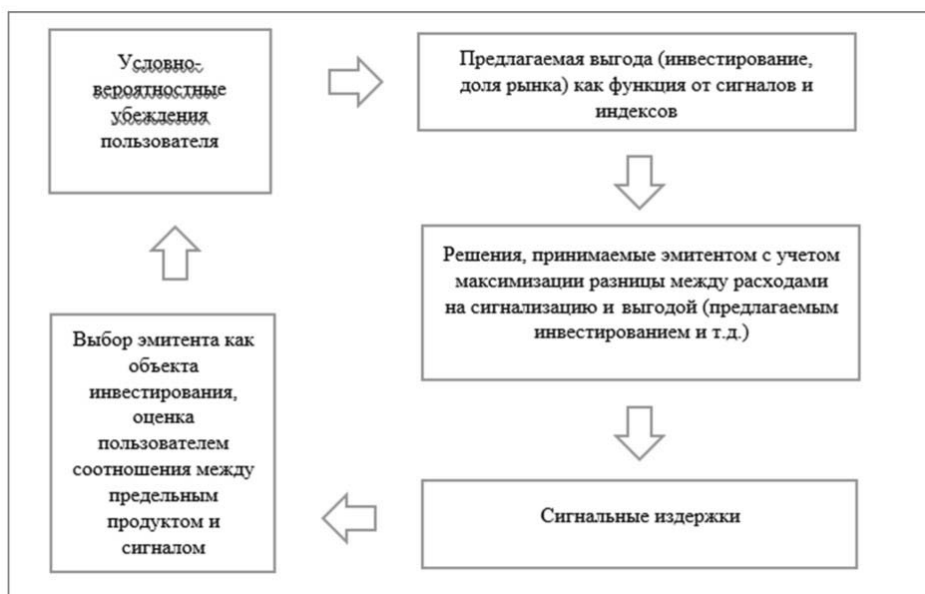 Условно-
вероятностные
убеждения
пользователя
Предлагаемая выгода (инвестирование,
доля рынка) как функция от сигналов и
индексов
Решения, принимаемые эмитентом с учетом
максимизации разницы между расходами
на сигнализацию и выгодой (предлагаемым
инвестированием и т.д.)
Сигнальные издержки
Выбор эмитента как
объекта
инвестирования,
оценка
пользователем
соотношения между
предельным
продуктом и
сигналом